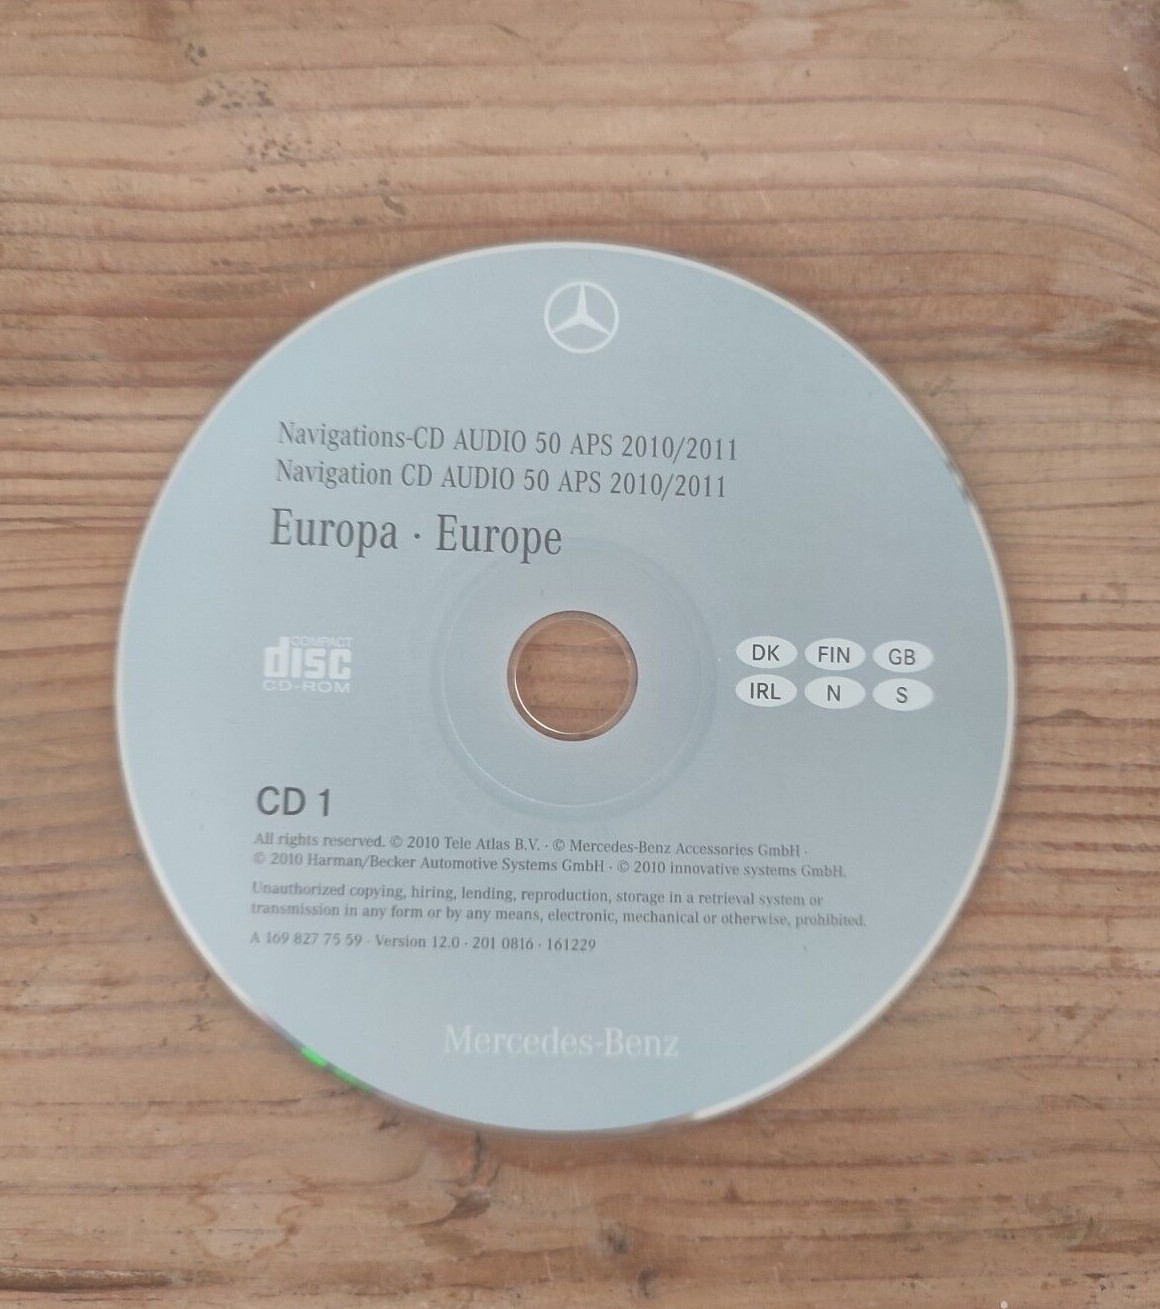 Navigations-CD AUDIO 50 APS 2010/2011
Navigation CD AUDIO 50 APS 2010/2011
Europa · Europe
COMPACT
disc
CD-ROM
DK FIN GB
IRL N S
CD 1
All rights reserved. © 2010 Tele Atlas B.V. · © Mercedes-Benz Accessories GmbH ·
© 2010 Harman/Becker Automotive Systems GmbH · © 2010 innovative systems GmbH.
Unauthorized copying, hiring, lending, reproduction, storage in a retrieval system or
transmission in any form or by any means, electronic, mechanical or otherwise, prohibited.
A 169 827 75 59 · Version 12.0 · 201 0816 · 161229
Mercedes-Benz